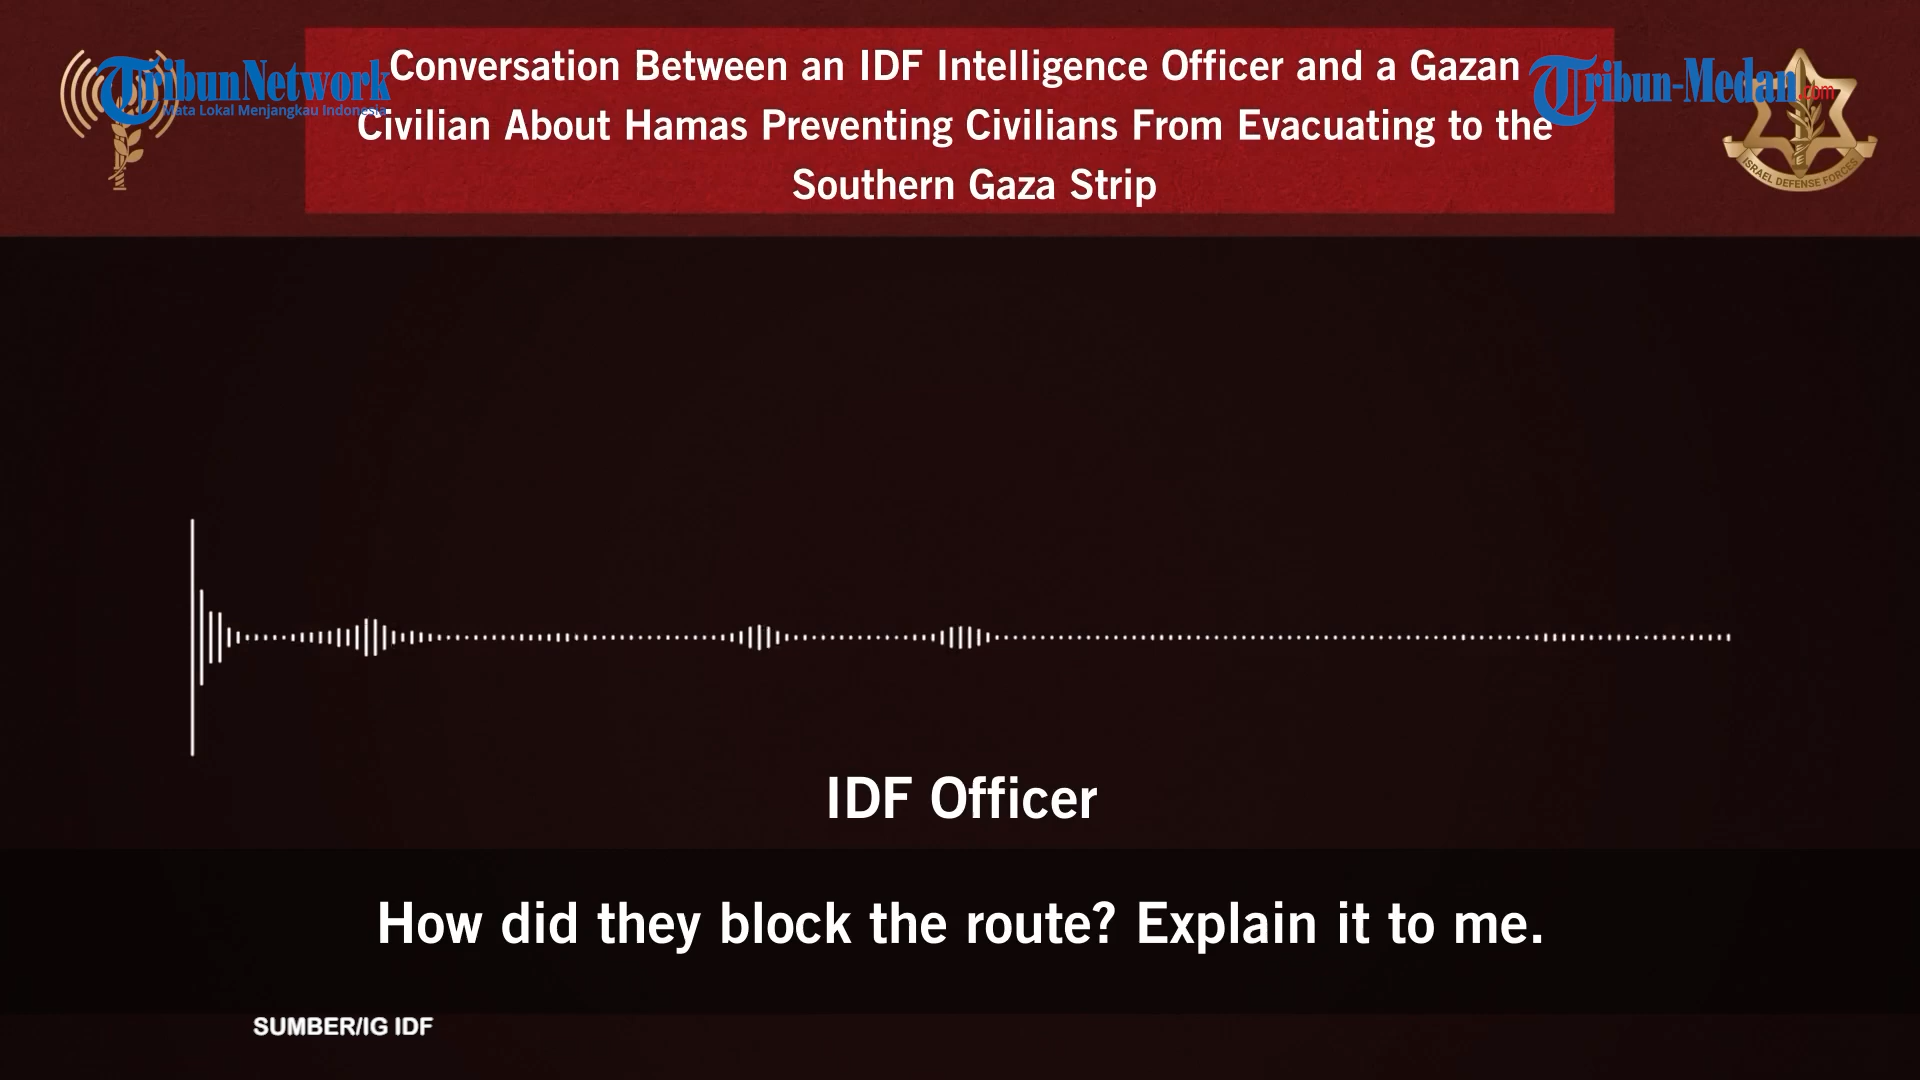 Conversation Between an IDF Intelligence Officer and a Gazan
Civilian About Hamas Preventing Civilians From Evacuating to the
Southern Gaza Strip
TribunNetwork
Mata Lokal Menjangkau Indonesia
Tribun-Medan.com
ISRAEL DEFENSE FORCES
IDF Officer
How did they block the route? Explain it to me.
SUMBER/IG IDF